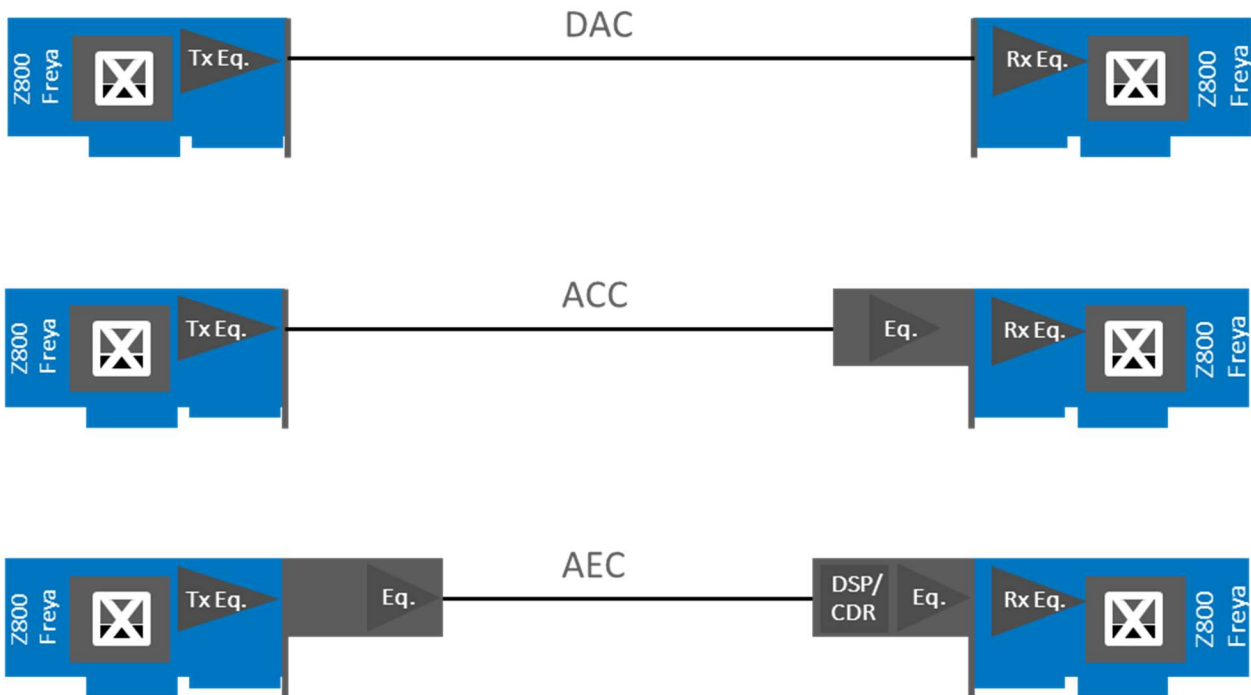 DAC
Z800
Freya
Tx Eq.
Rx Eq.
Z800
Freya
ACC
Z800
Freya
Tx Eq.
Eq.
Rx Eq.
Z800
Freya
AEC
Z800
Freya
Tx Eq.
Eq.
DSP/
CDR
Eq.
Rx Eq.
Z800
Freya